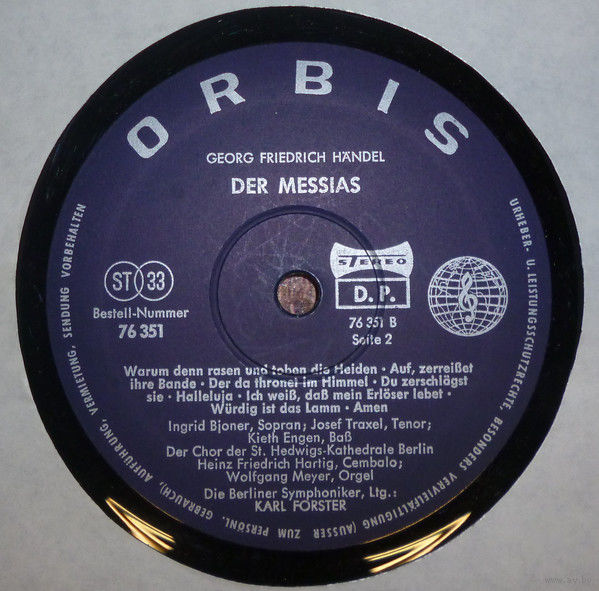 ORBIS
GEORG FRIEDRICH HÄNDEL
DER MESSIAS
ST 33
Bestell-Nummer
76 351
STEREO
D.P.
76 351 B
Seite 2
Warum denn rasen und toben die Heiden • Auf, zerreißet
ihre Bande • Der da thronet im Himmel • Du zerschlägst
sie • Halleluja • Ich weiß, daß mein Erlöser lebet •
Würdig ist das Lamm • Amen
Ingrid Bjoner, Sopran; Josef Traxel, Tenor;
Kieth Engen, Baß
Der Chor der St. Hedwigs-Kathedrale Berlin
Heinz Friedrich Hartig, Cembalo;
Wolfgang Meyer, Orgel
Die Berliner Symphoniker, Ltg.:
KARL FORSTER
URHEBER- U. LEISTUNGSSCHUTZRECHTE, BESONDERS VERVIELFÄLTIGUNG (AUSSER ZUM PERSÖNL. GEBRAUCH), AUFFÜHRUNG, VERMIETUNG, SENDUNG VORBEHALTEN
www.ay.by